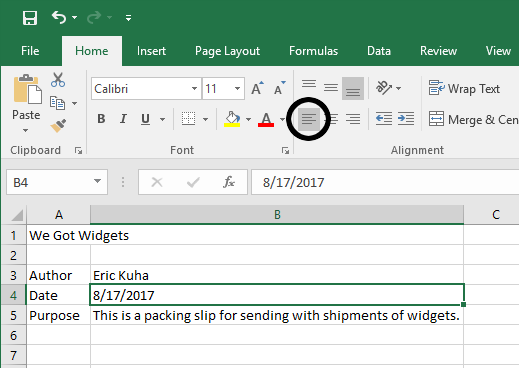 File Home Insert Page Layout Formulas Data Review View
Calibri 11 Wrap Text
Paste B I U A Merge & Cen
Clipboard Font Alignment
B4 fx 8/17/2017
A B C
1 We Got Widgets
2
3 Author Eric Kuha
4 Date 8/17/2017
5 Purpose This is a packing slip for sending with shipments of widgets.
6
7